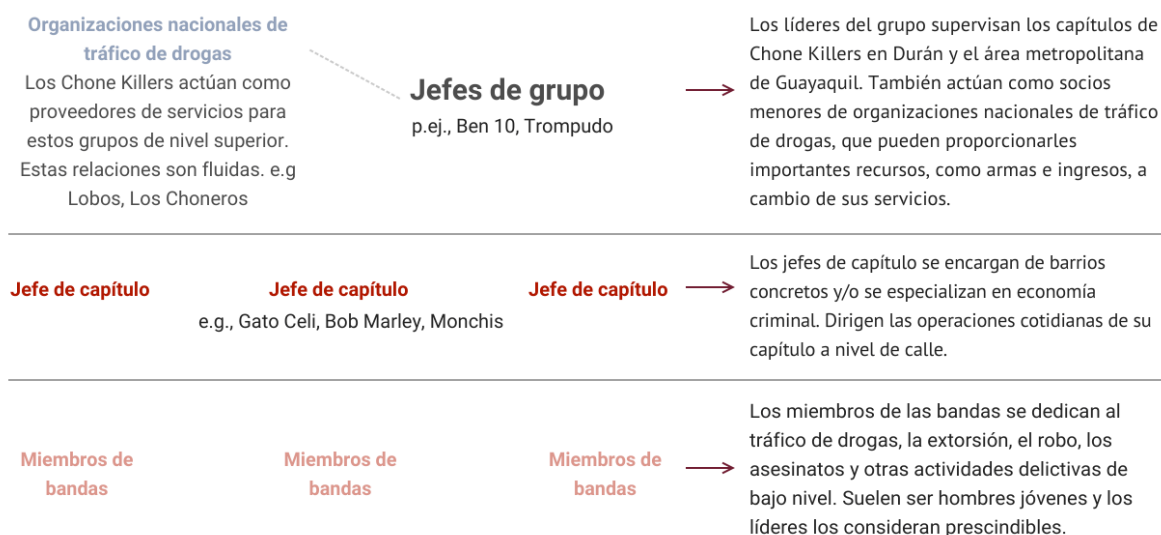 Organizaciones nacionales de
tráfico de drogas
Los Chone Killers actúan como
proveedores de servicios para
estos grupos de nivel superior.
Estas relaciones son fluidas. e.g
Lobos, Los Choneros
Jefes de grupo
p.ej., Ben 10, Trompudo
Los líderes del grupo supervisan los capítulos de
Chone Killers en Durán y el área metropolitana
de Guayaquil. También actúan como socios
menores de organizaciones nacionales de tráfico
de drogas, que pueden proporcionarles
importantes recursos, como armas e ingresos, a
cambio de sus servicios.
Jefe de capítulo
Jefe de capítulo
e.g., Gato Celi, Bob Marley, Monchis
Jefe de capítulo
Los jefes de capítulo se encargan de barrios
concretos y/o se especializan en economía
criminal. Dirigen las operaciones cotidianas de su
capítulo a nivel de calle.
Miembros de
bandas
Miembros de
bandas
Miembros de
bandas
Los miembros de las bandas se dedican al
tráfico de drogas, la extorsión, el robo, los
asesinatos y otras actividades delictivas de
bajo nivel. Suelen ser hombres jóvenes y los
líderes los consideran prescindibles.